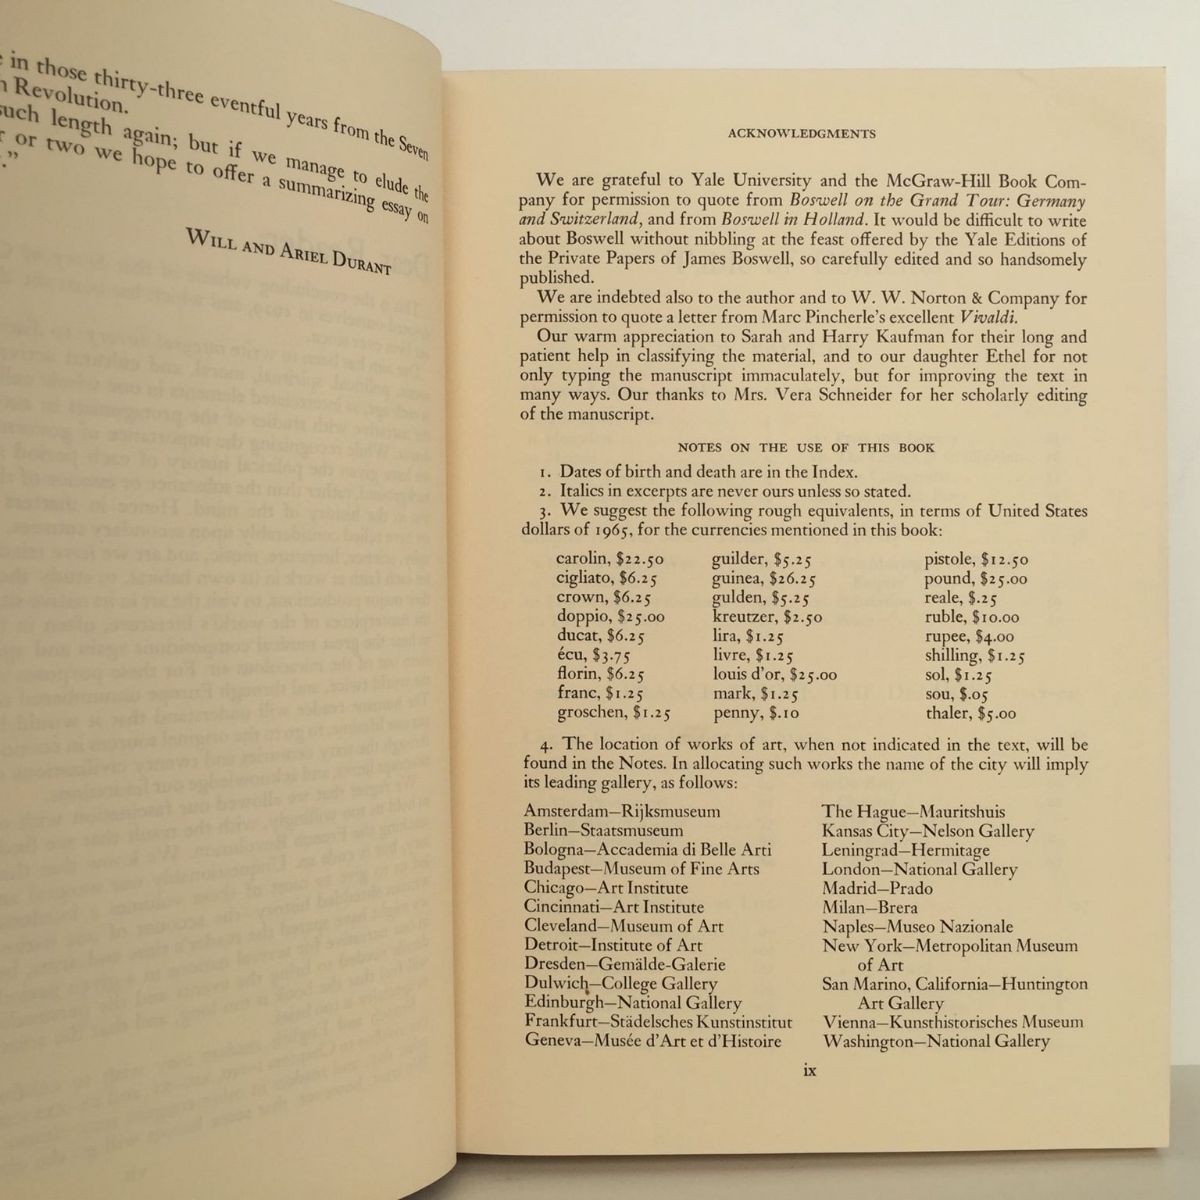 in those thirty-three eventful years from the Seven
Revolution.
such length again; but if we manage to elude the
or two we hope to offer a summarizing essay on
.”
WILL AND ARIEL DURANT
ACKNOWLEDGMENTS
We are grateful to Yale University and the McGraw-Hill Book Com-
pany for permission to quote from Boswell on the Grand Tour: Germany
and Switzerland, and from Boswell in Holland. It would be difficult to write
about Boswell without nibbling at the feast offered by the Yale Editions of
the Private Papers of James Boswell, so carefully edited and so handsomely
published.
We are indebted also to the author and to W. W. Norton & Company for
permission to quote a letter from Marc Pincherle's excellent Vivaldi.
Our warm appreciation to Sarah and Harry Kaufman for their long and
patient help in classifying the material, and to our daughter Ethel for not
only typing the manuscript immaculately, but for improving the text in
many ways. Our thanks to Mrs. Vera Schneider for her scholarly editing
of the manuscript.
NOTES ON THE USE OF THIS BOOK
1. Dates of birth and death are in the Index.
2. Italics in excerpts are never ours unless so stated.
3. We suggest the following rough equivalents, in terms of United States
dollars of 1965, for the currencies mentioned in this book:
carolin, $22.50
cigliato, $6.25
crown, $6.25
doppio, $25.00
ducat, $6.25
écu, $3.75
florin, $6.25
franc, $1.25
groschen, $1.25
guilder, $5.25
guinea, $26.25
gulden, $5.25
kreutzer, $2.50
lira, $1.25
livre, $1.25
louis d'or, $25.00
mark, $1.25
penny, $.10
pistole, $12.50
pound, $25.00
reale, $.25
ruble, $10.00
rupee, $4.00
shilling, $1.25
sol, $1.25
sou, $.05
thaler, $5.00
4. The location of works of art, when not indicated in the text, will be
found in the Notes. In allocating such works the name of the city will imply
its leading gallery, as follows:
Amsterdam—Rijksmuseum
Berlin—Staatsmuseum
Bologna—Accademia di Belle Arti
Budapest—Museum of Fine Arts
Chicago—Art Institute
Cincinnati—Art Institute
Cleveland—Museum of Art
Detroit—Institute of Art
Dresden—Gemälde-Galerie
Dulwich—College Gallery
Edinburgh—National Gallery
Frankfurt—Städelsches Kunstinstitut
Geneva—Musée d'Art et d'Histoire
The Hague—Mauritshuis
Kansas City—Nelson Gallery
Leningrad—Hermitage
London—National Gallery
Madrid—Prado
Milan—Brera
Naples—Museo Nazionale
New York—Metropolitan Museum
of Art
San Marino, California—Huntington
Art Gallery
Vienna—Kunsthistorisches Museum
Washington—National Gallery
ix